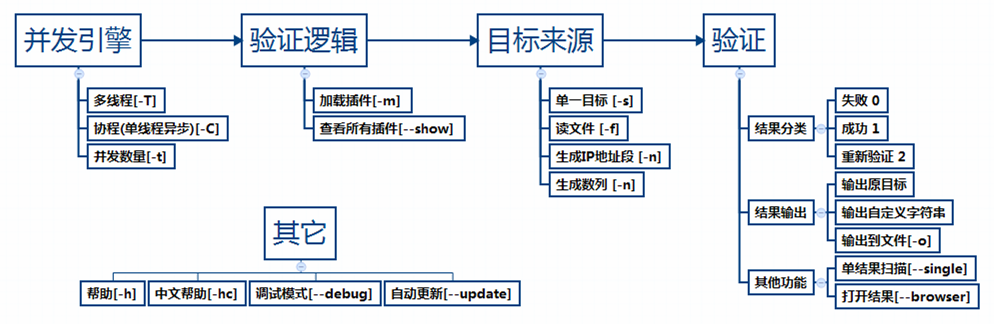 并发引擎
多线程[-T]
协程(单线程异步)[-C]
并发数量[-t]
验证逻辑
加载插件[-m]
查看所有插件[--show]
目标来源
单一目标 [-s]
读文件 [-f]
生成IP地址段 [-n]
生成数列 [-n]
验证
结果分类
失败 0
成功 1
重新验证 2
结果输出
输出原目标
输出自定义字符串
输出到文件[-o]
其他功能
单结果扫描[--single]
打开结果[--browser]
其它
帮助[-h]
中文帮助[-hc]
调试模式[--debug]
自动更新[--update]